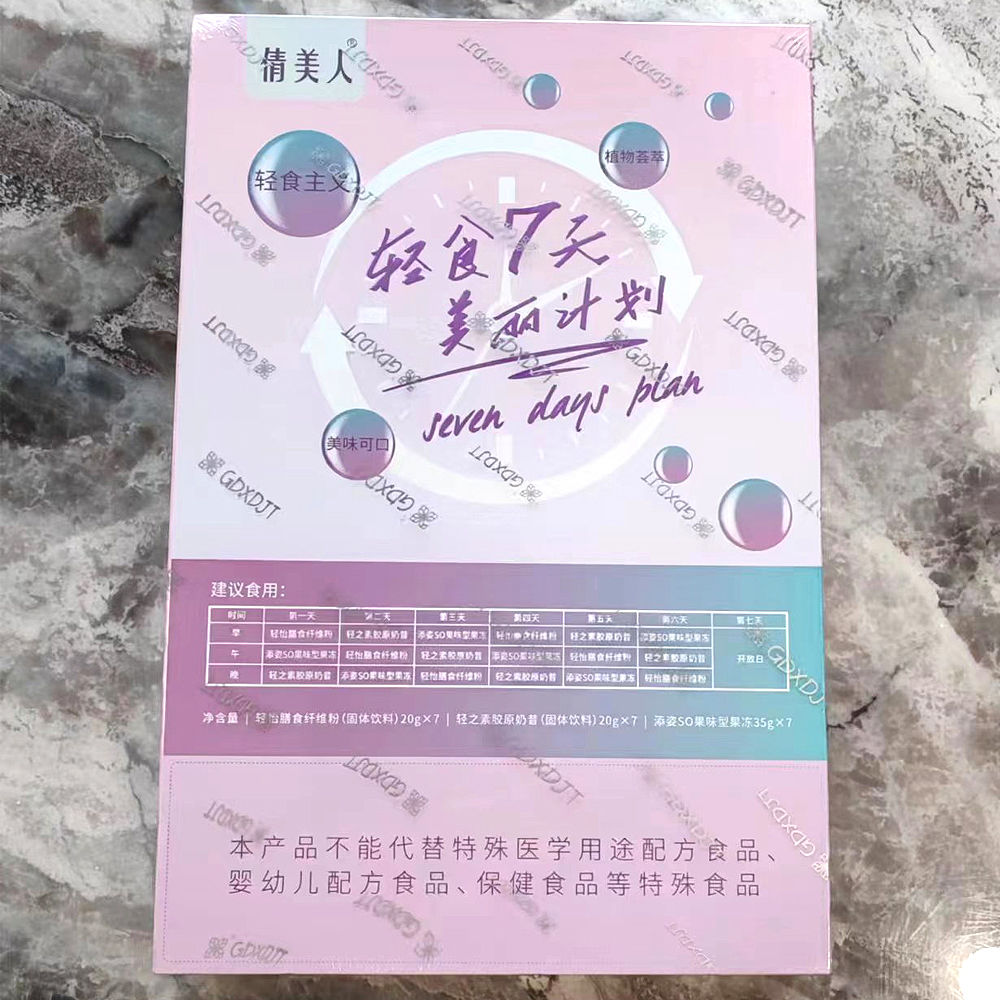 倩美人®
轻食主义
植物荟萃
轻食7天
美丽计划
seven days plan
美味可口
建议食用：
时间 第一天 第二天 第三天 第四天 第五天 第六天 第七天
早 轻怡膳食纤维粉 轻之素胶原奶昔 添姿SO果味型果冻 轻怡膳食纤维粉 轻之素胶原奶昔 添姿SO果味型果冻
午 添姿SO果味型果冻 轻怡膳食纤维粉 轻之素胶原奶昔 添姿SO果味型果冻 轻怡膳食纤维粉 轻之素胶原奶昔 开放日
晚 轻之素胶原奶昔 添姿SO果味型果冻 轻怡膳食纤维粉 轻之素胶原奶昔 添姿SO果味型果冻 轻怡膳食纤维粉
净含量 | 轻怡膳食纤维粉(固体饮料)20g×7 | 轻之素胶原奶昔(固体饮料)20g×7 | 添姿SO果味型果冻35g×7
本产品不能代替特殊医学用途配方食品、
婴幼儿配方食品、保健食品等特殊食品
GDXDJT